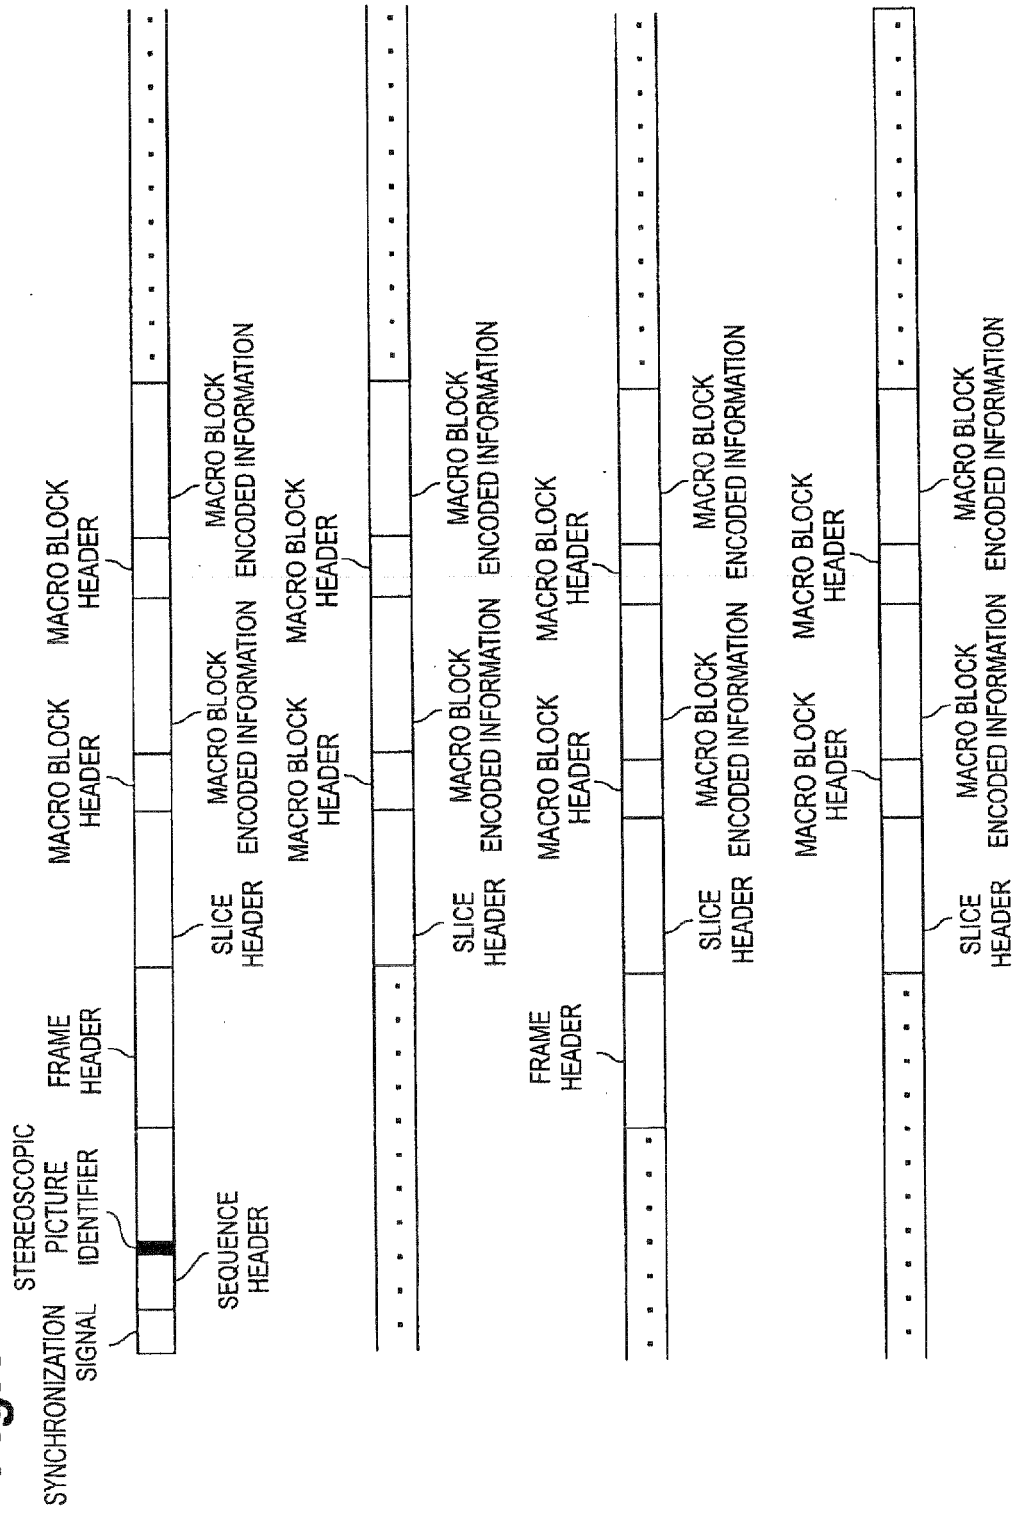 SYNCHRONIZATION
SIGNAL
STEREOSCOPIC
PICTURE
IDENTIFIER
FRAME
HEADER
MACRO BLOCK
HEADER
MACRO BLOCK
HEADER
SEQUENCE
HEADER
SLICE
HEADER
MACRO BLOCK
ENCODED INFORMATION
MACRO BLOCK
ENCODED INFORMATION
MACRO BLOCK
HEADER
MACRO BLOCK
HEADER
SLICE
HEADER
MACRO BLOCK
ENCODED INFORMATION
MACRO BLOCK
ENCODED INFORMATION
FRAME
HEADER
MACRO BLOCK
HEADER
MACRO BLOCK
HEADER
SLICE
HEADER
MACRO BLOCK
ENCODED INFORMATION
MACRO BLOCK
ENCODED INFORMATION
MACRO BLOCK
HEADER
MACRO BLOCK
HEADER
SLICE
HEADER
MACRO BLOCK
ENCODED INFORMATION
MACRO BLOCK
ENCODED INFORMATION